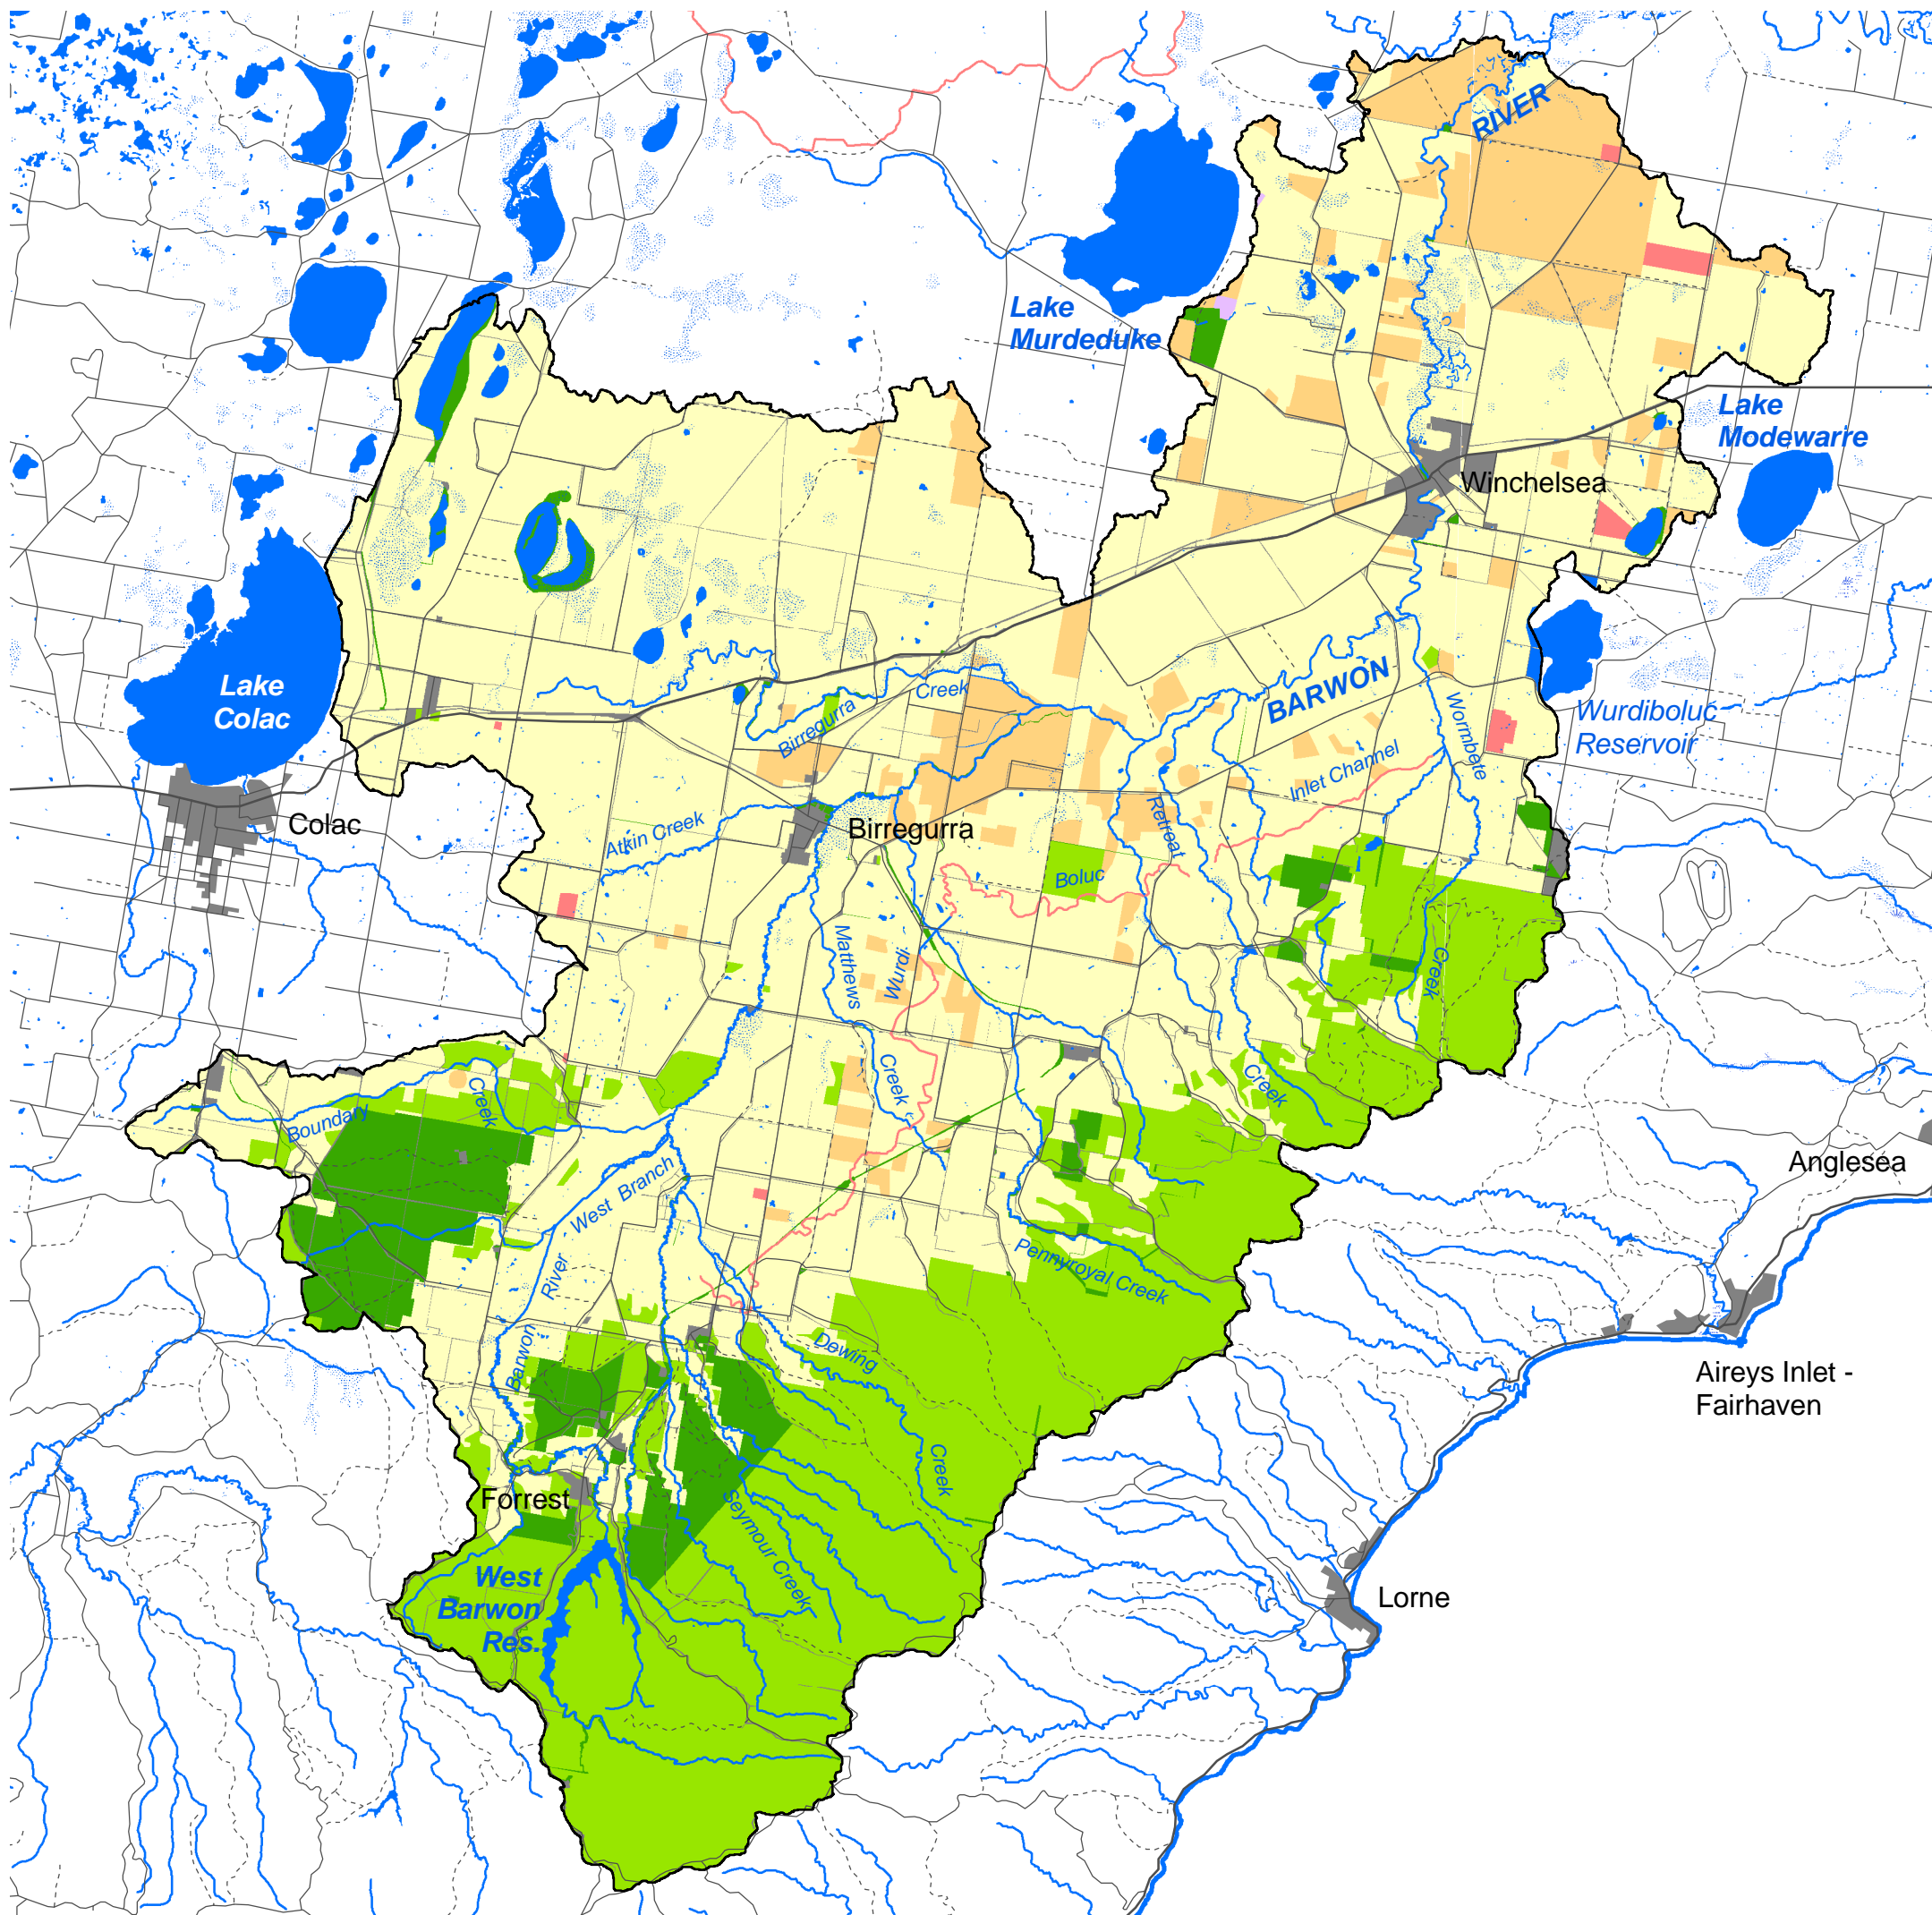 RIVER
Lake
Murdeduke
Lake
Modewarre
Winchelsea
Lake
Colac
BARWON
Creek
Birregurra
Wormbete
Wurdiboluc
Reservoir
Inlet Channel
Colac
Atkin Creek
Birregurra
Retreat
Boluc
Matthews
Wurdi
Creek
Creek
Boundary
Creek
Creek
West Branch
River
Anglesea
Pennyroyal Creek
Barwon
Dewing
Aireys Inlet -
Fairhaven
Creek
Forrest
Seymour Creek
West
Barwon
Res.
Lorne